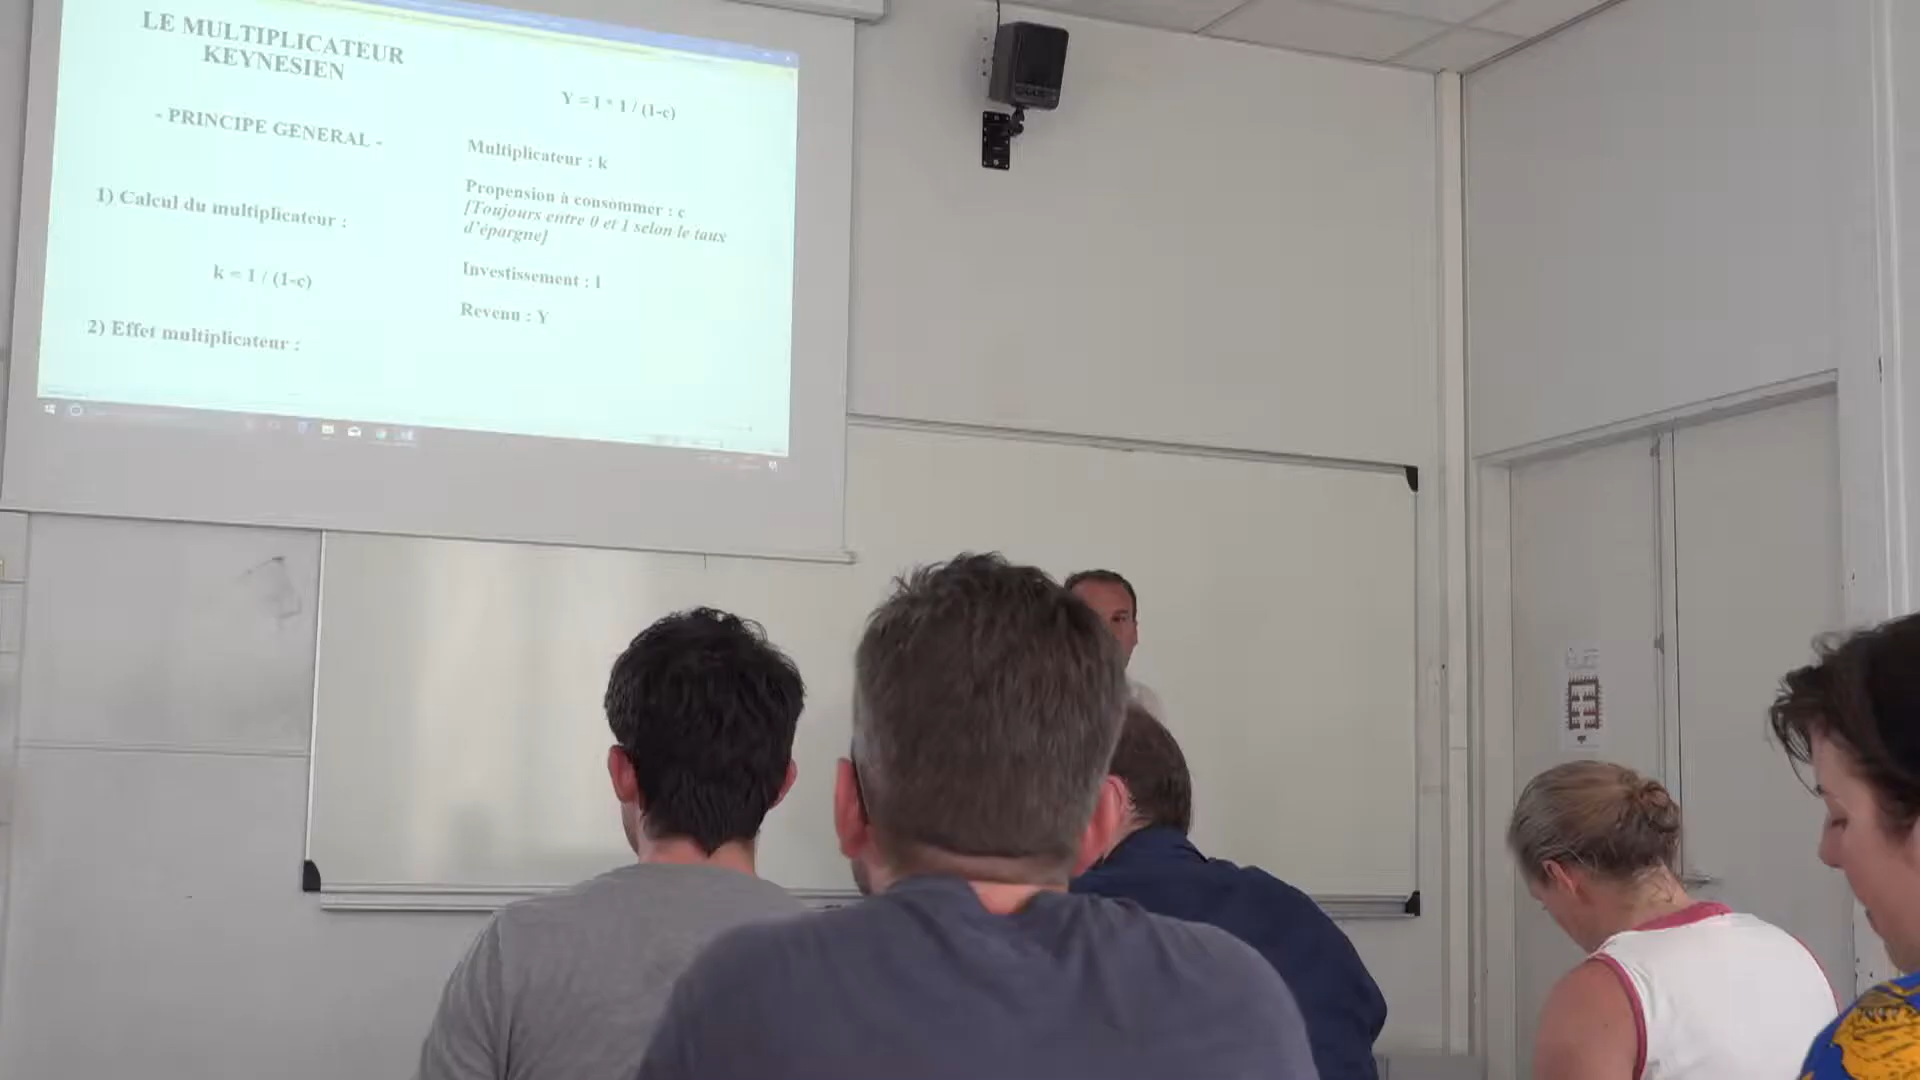 LE MULTIPLICATEUR
KEYNESIEN
- PRINCIPE GENERAL -
1) Calcul du multiplicateur :
k = 1 / (1-c)
2) Effet multiplicateur :
Y = I * 1 / (1-c)
Multiplicateur : k
Propension à consommer : c
[Toujours entre 0 et 1 selon le taux
d'épargne]
Investissement : I
Revenu : Y